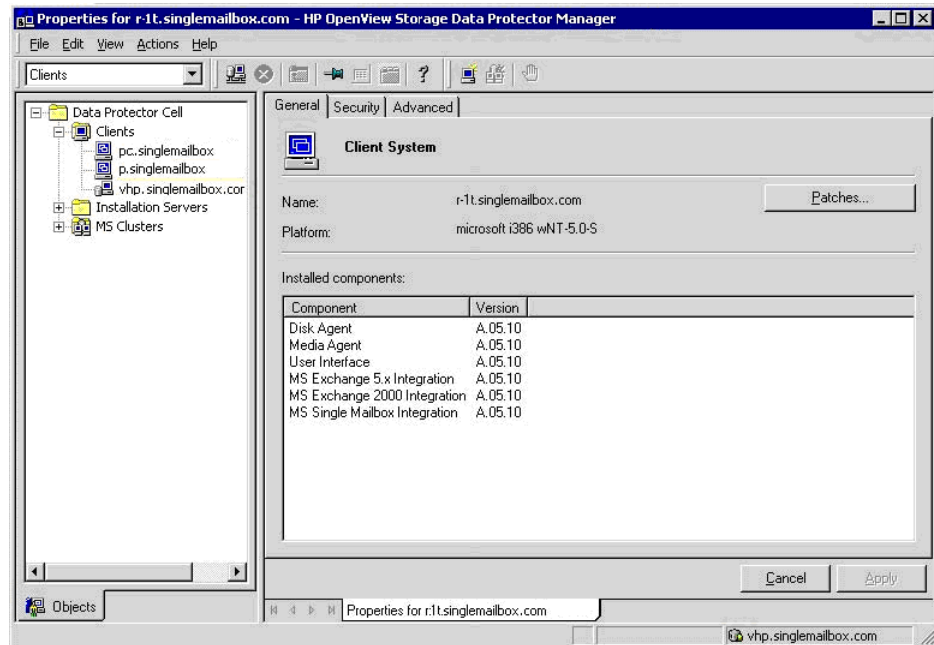 Properties for r-1t.singlemailbox.com - HP OpenView Storage Data Protector Manager
File Edit View Actions Help
Clients
Data Protector Cell
Clients
pc..singlemailbox
p.singlemailbox
vhp.singlemailbox.cor
Installation Servers
MS Clusters
Objects
General Security Advanced
Client System
Name: r-1t.singlemailbox.com
Patches...
Platform: microsoft i386 wNT-5.0-S
Installed components:
Component Version
Disk Agent A.05.10
Media Agent A.05.10
User Interface A.05.10
MS Exchange 5.x Integration A.05.10
MS Exchange 2000 Integration A.05.10
MS Single Mailbox Integration A.05.10
Cancel Apply
Properties for r:1t.singlemailbox.com
vhp.singlemailbox.com